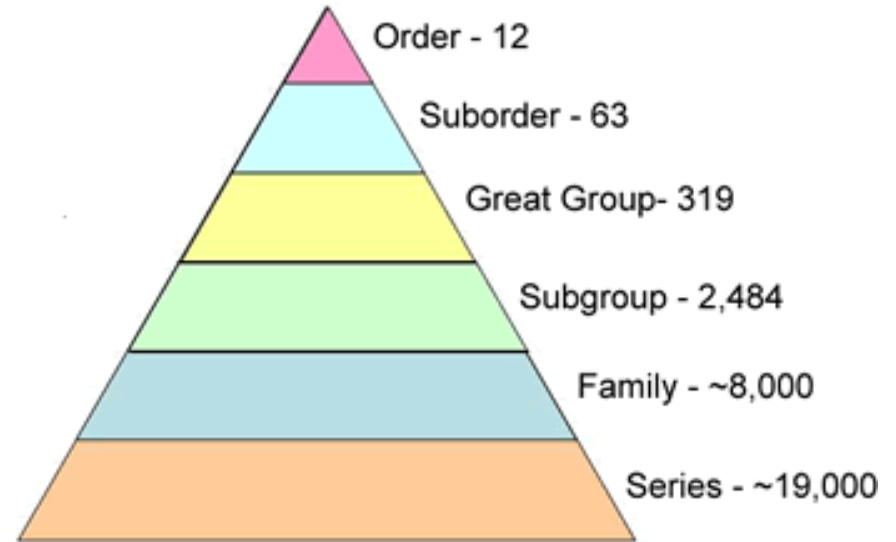 Order - 12
Suborder - 63
Great Group- 319
Subgroup - 2,484
Family - ~8,000
Series - ~19,000